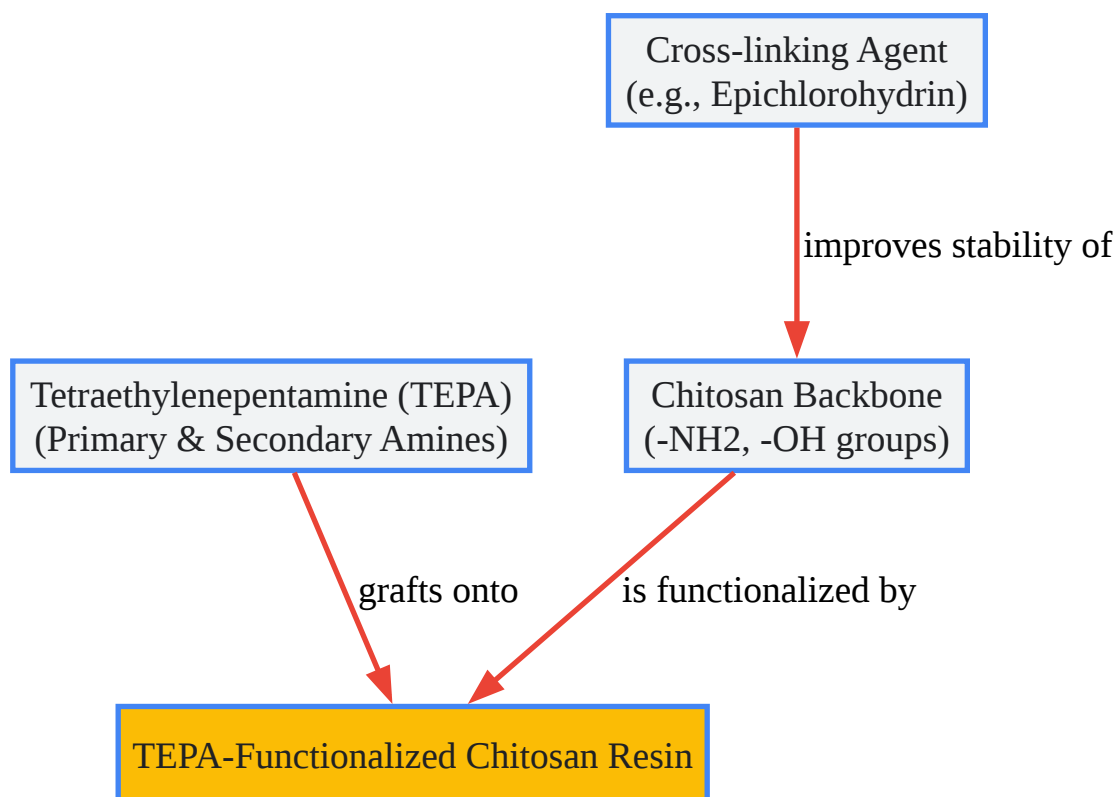 Cross-linking Agent
(e.g., Epichlorohydrin)
improves stability of
Tetraethylenepentamine (TEPA)
(Primary & Secondary Amines)
Chitosan Backbone
(-NH2, -OH groups)
grafts onto
is functionalized by
TEPA-Functionalized Chitosan Resin